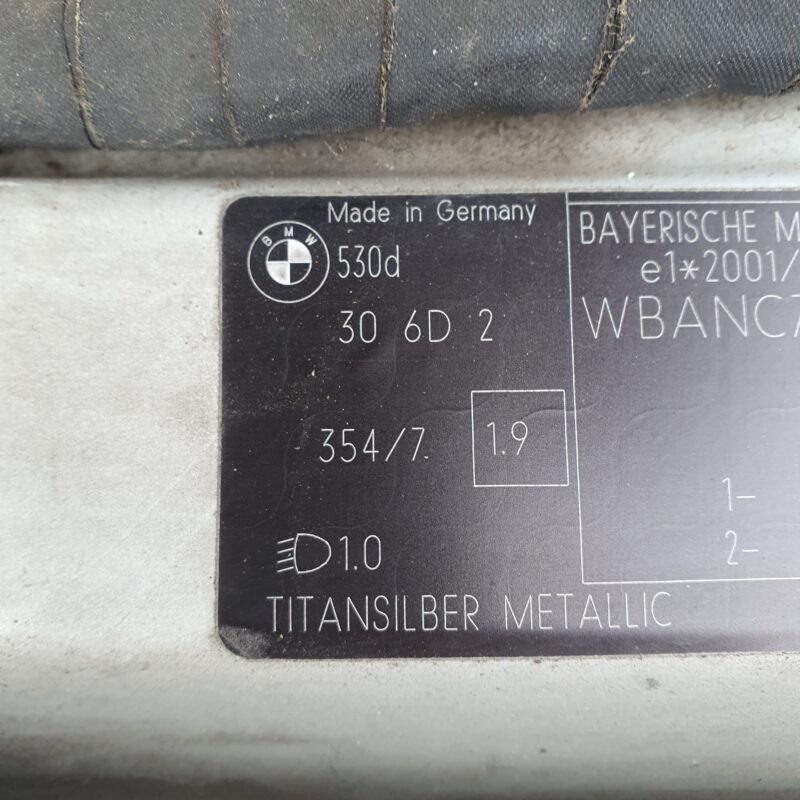 Made in Germany
BMW
530d
30 6D 2
354/7
1.9
1.0
TITANSILBER METALLIC
BAYERISCHE M
e1*2001/
WBANC7
1-
2-